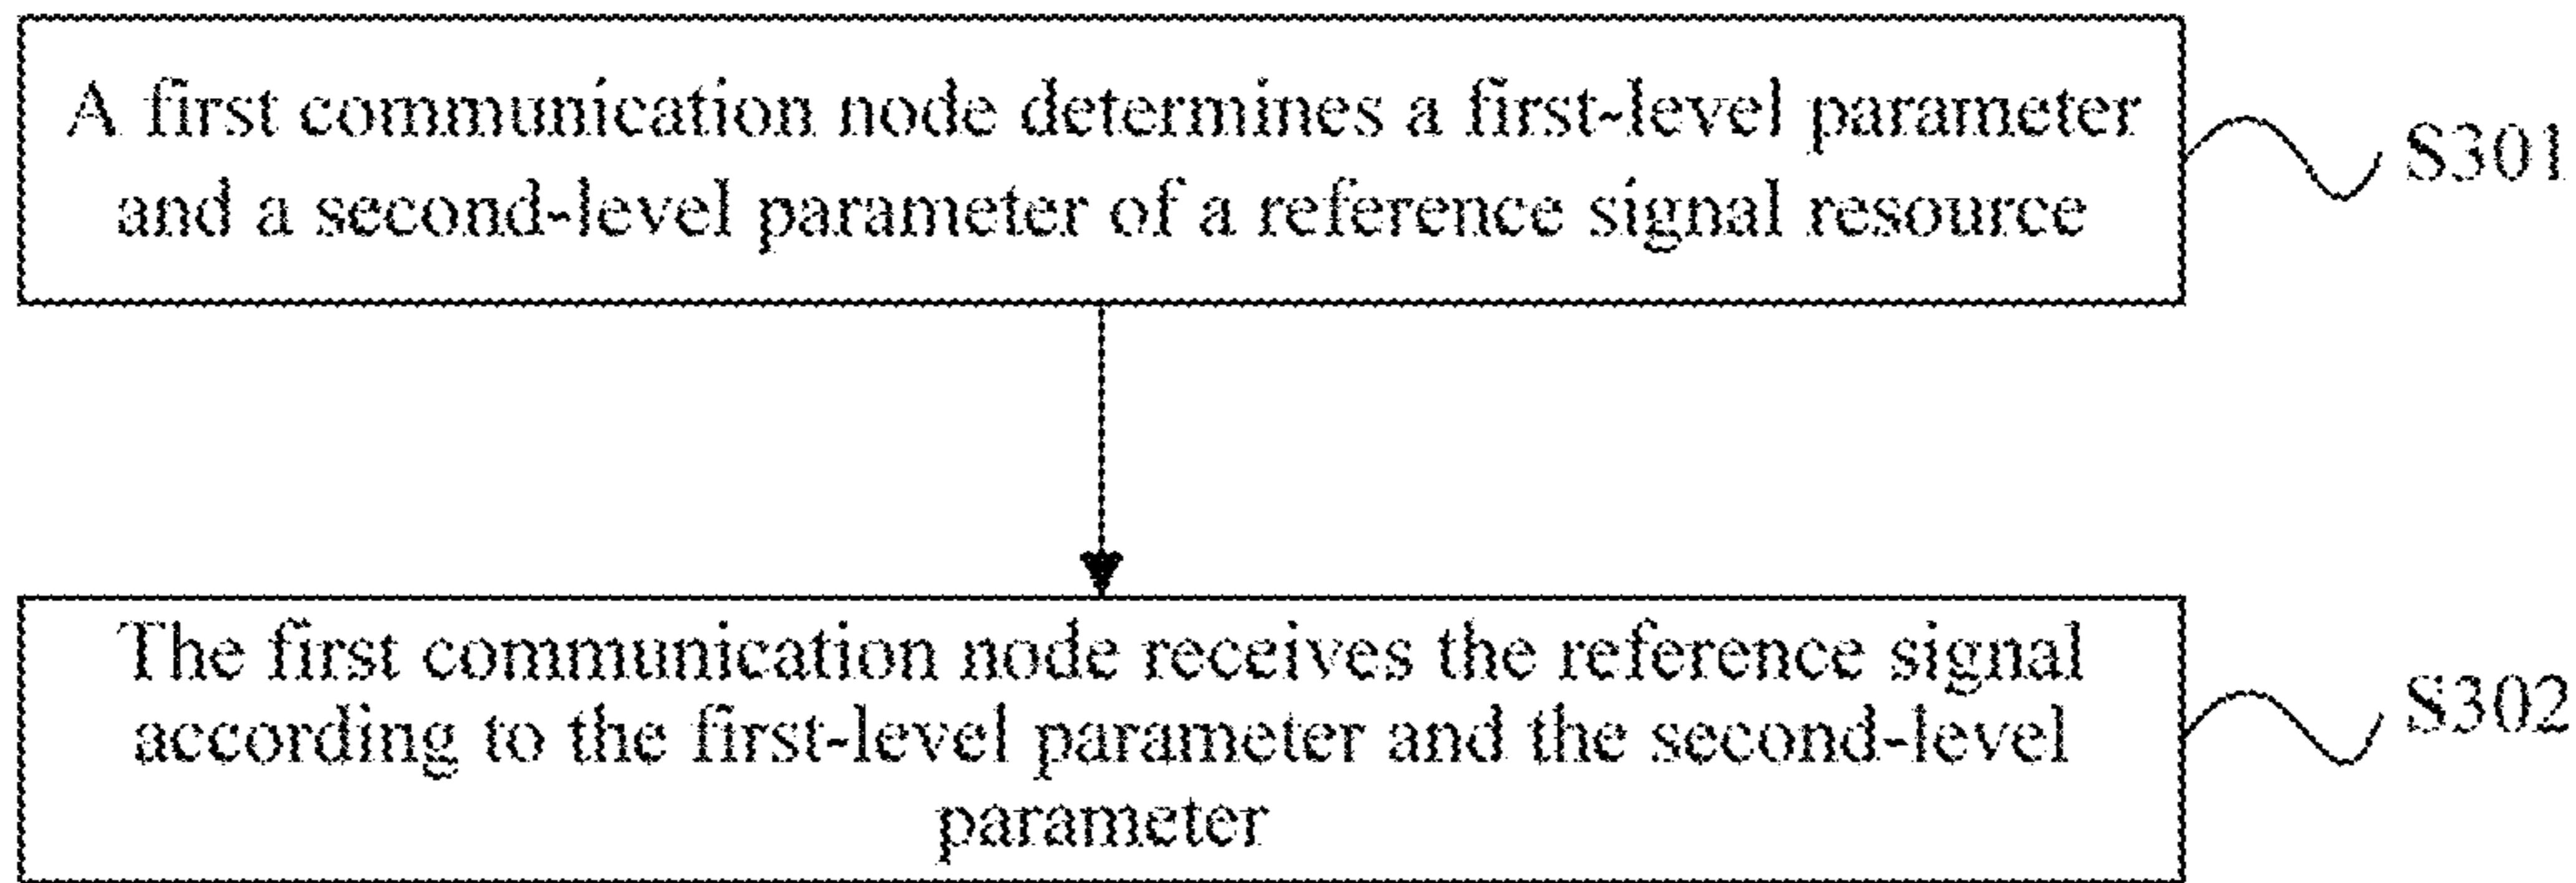 A first communication node determines a first-level parameter
and a second-level parameter of a reference signal resource
S301
The first communication node receives the reference signal
according to the first-level parameter and the second-level
parameter
S302